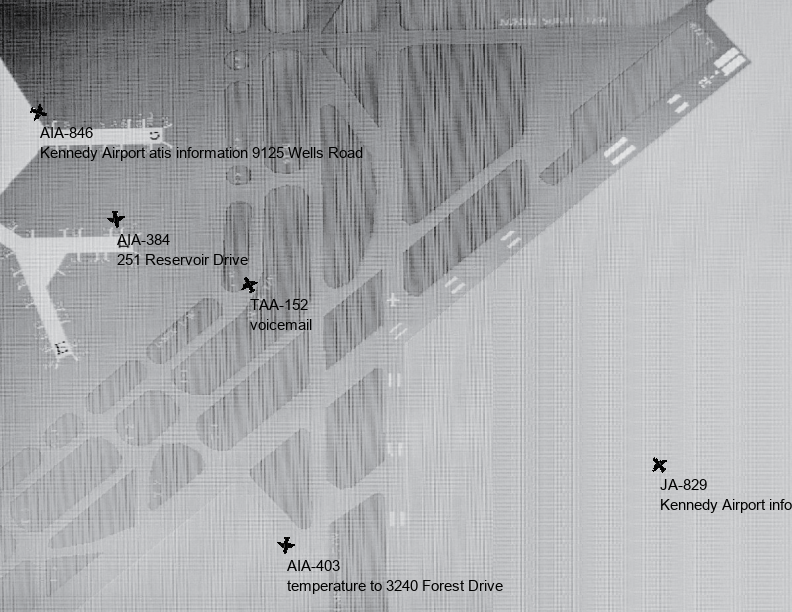 AIA-846
Kennedy Airport atis information 9125 Wells Road
AIA-384
251 Reservoir Drive
TAA-152
voicemail
JA-829
Kennedy Airport info
AIA-403
temperature to 3240 Forest Drive